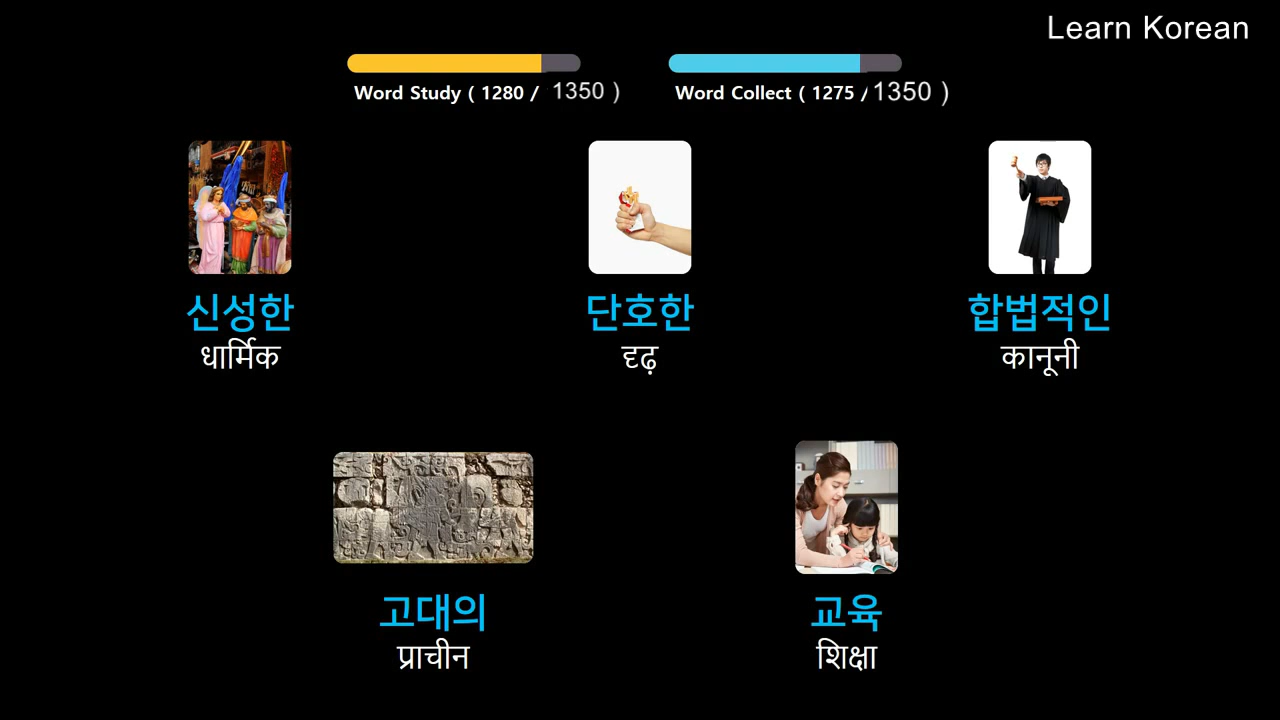 Learn Korean
Word Study ( 1280 / 1350 )
Word Collect ( 1275 / 1350 )
신성한
धार्मिक
단호한
दृढ़
합법적인
कानूनी
고대의
प्राचीन
교육
शिक्षा